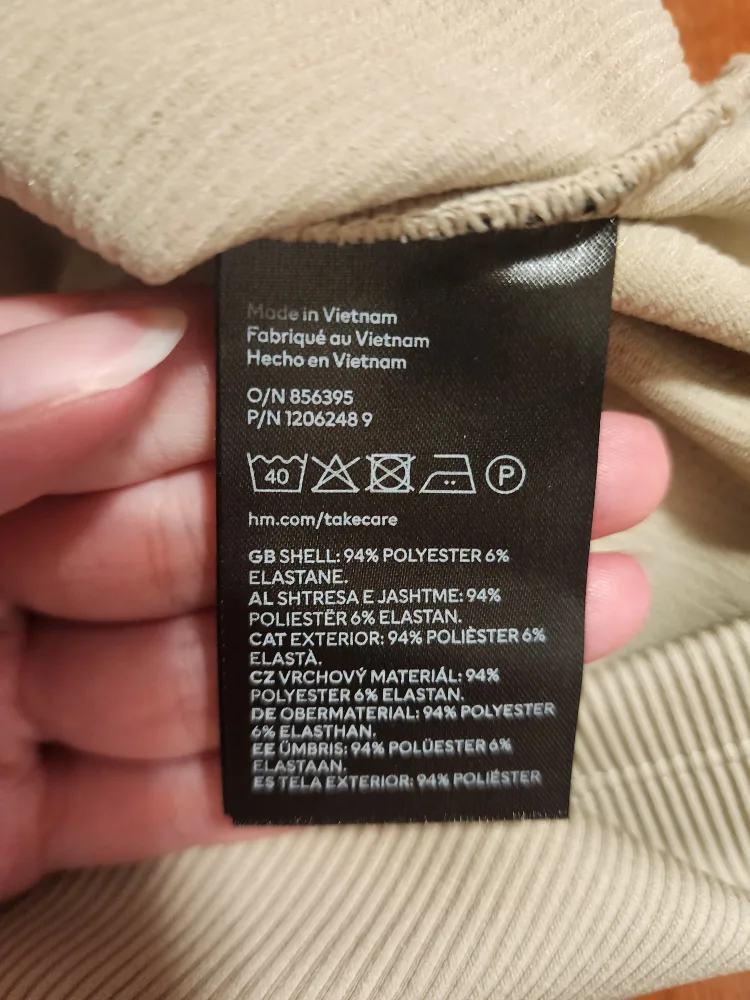 Made in Vietnam
Fabriqué au Vietnam
Hecho en Vietnam
O/N 856395
P/N 1206248 9
40
P
hm.com/takecare
GB SHELL: 94% POLYESTER 6%
ELASTANE.
AL SHTRESA E JASHTME: 94%
POLIESTËR 6% ELASTAN.
CAT EXTERIOR: 94% POLIÈSTER 6%
ELASTÀ.
CZ VRCHOVÝ MATERIÁL: 94%
POLYESTER 6% ELASTAN.
DE OBERMATERIAL: 94% POLYESTER
6% ELASTHAN.
EE ÜMBRIS: 94% POLÜESTER 6%
ELASTAAN.
ES TELA EXTERIOR: 94% POLIÉSTER